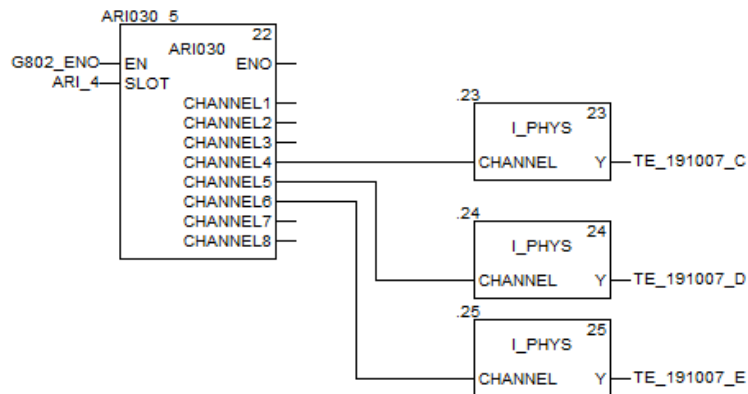 ARI030_5
22
ARI030
G802_ENO EN ENO
ARI_4 SLOT
CHANNEL1
CHANNEL2
CHANNEL3
CHANNEL4
CHANNEL5
CHANNEL6
CHANNEL7
CHANNEL8
.23
23
I_PHYS
CHANNEL Y TE_191007_C
.24
24
I_PHYS
CHANNEL Y TE_191007_D
.25
25
I_PHYS
CHANNEL Y TE_191007_E